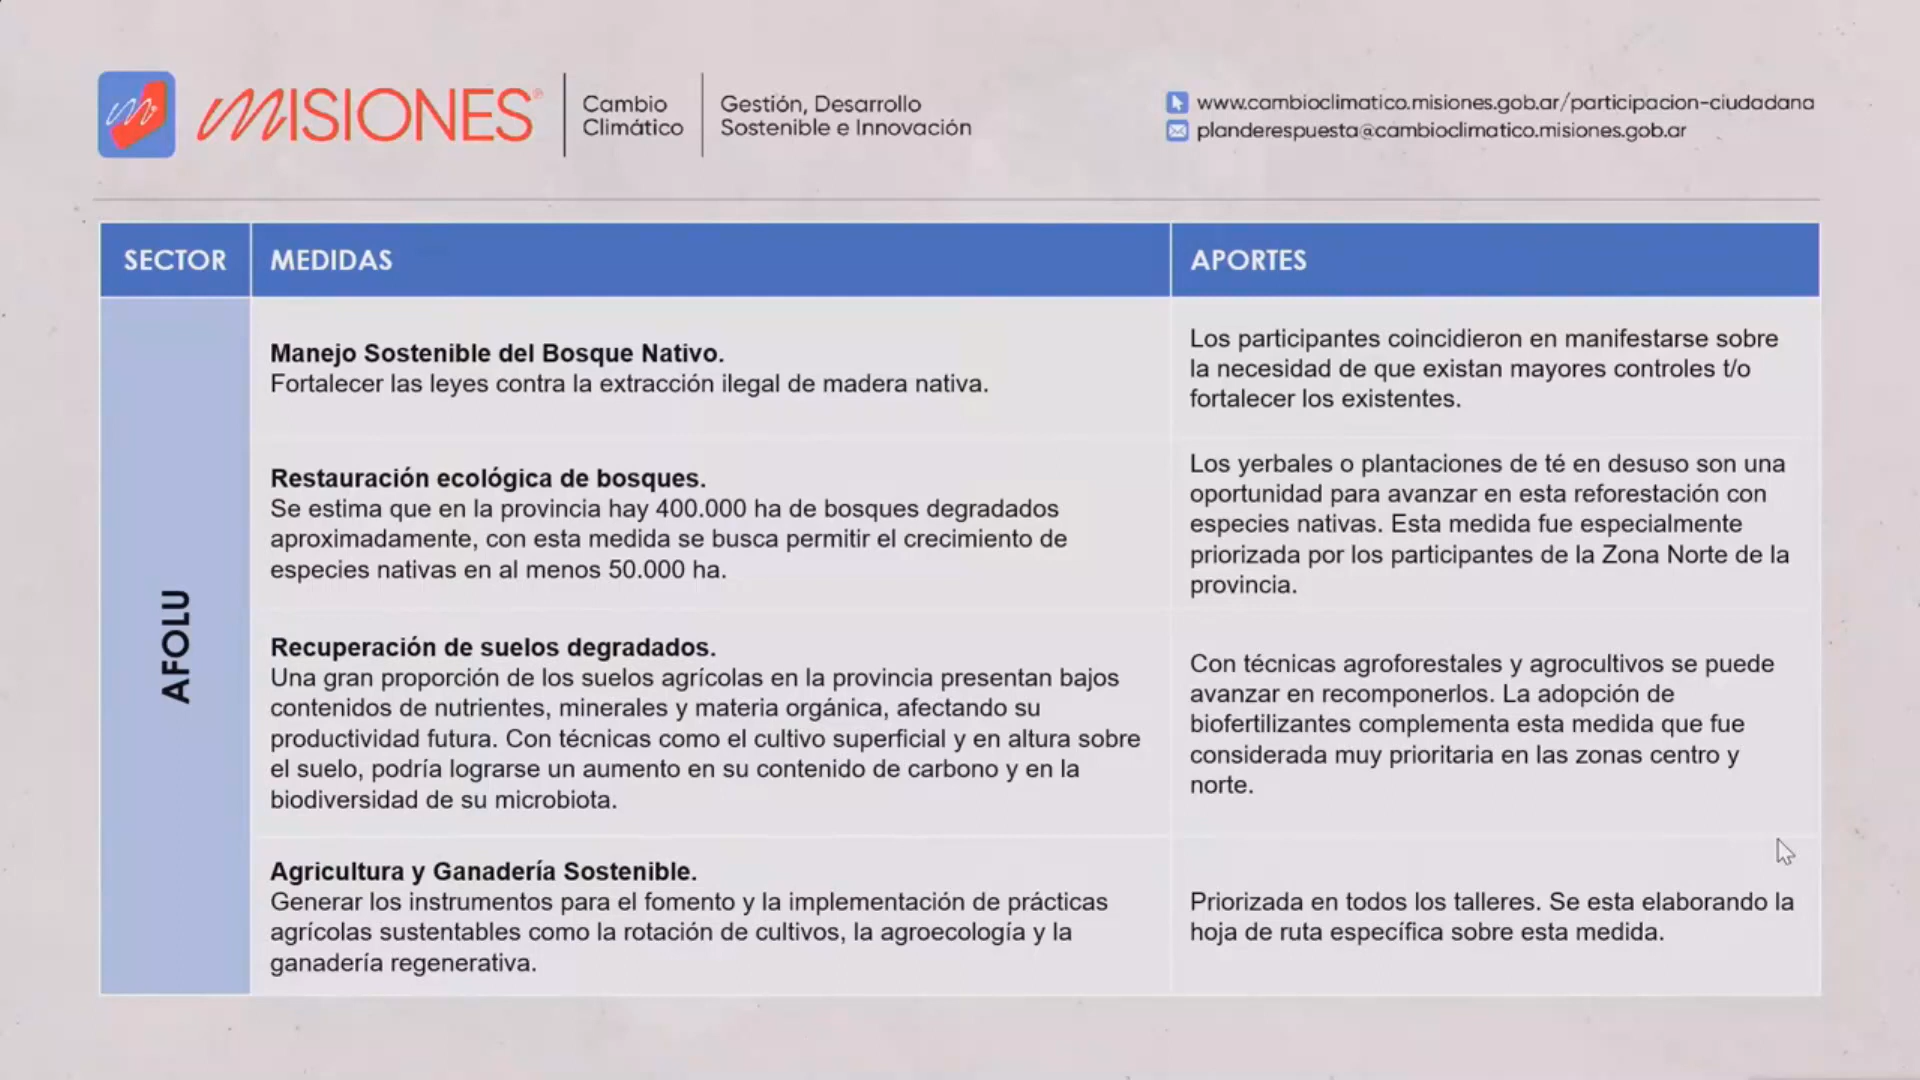 MISIONES®
Cambio
Climático
Gestión, Desarrollo
Sostenible e Innovación
www.cambioclimatico.misiones.gob.ar/participacion-ciudadana
planderespuesta@cambioclimatico.misiones.gob.ar
SECTOR
MEDIDAS
APORTES
AFOLU
Manejo Sostenible del Bosque Nativo.
Fortalecer las leyes contra la extracción ilegal de madera nativa.
Los participantes coincidieron en manifestarse sobre
la necesidad de que existan mayores controles t/o
fortalecer los existentes.
Restauración ecológica de bosques.
Se estima que en la provincia hay 400.000 ha de bosques degradados
aproximadamente, con esta medida se busca permitir el crecimiento de
especies nativas en al menos 50.000 ha.
Los yerbales o plantaciones de té en desuso son una
oportunidad para avanzar en esta reforestación con
especies nativas. Esta medida fue especialmente
priorizada por los participantes de la Zona Norte de la
provincia.
Recuperación de suelos degradados.
Una gran proporción de los suelos agrícolas en la provincia presentan bajos
contenidos de nutrientes, minerales y materia orgánica, afectando su
productividad futura. Con técnicas como el cultivo superficial y en altura sobre
el suelo, podría lograrse un aumento en su contenido de carbono y en la
biodiversidad de su microbiota.
Con técnicas agroforestales y agrocultivos se puede
avanzar en recomponerlos. La adopción de
biofertilizantes complementa esta medida que fue
considerada muy prioritaria en las zonas centro y
norte.
Agricultura y Ganadería Sostenible.
Generar los instrumentos para el fomento y la implementación de prácticas
agrícolas sustentables como la rotación de cultivos, la agroecología y la
ganadería regenerativa.
Priorizada en todos los talleres. Se esta elaborando la
hoja de ruta específica sobre esta medida.